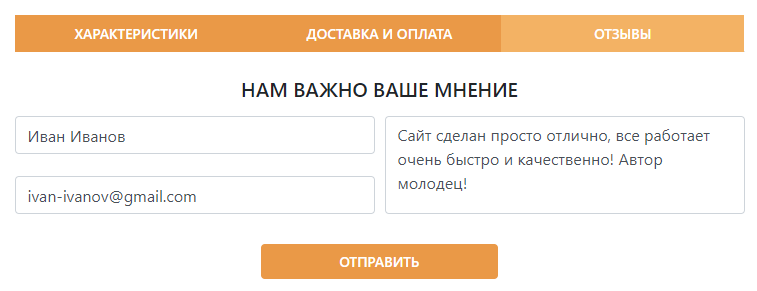 ХАРАКТЕРИСТИКИ
ДОСТАВКА И ОПЛАТА
ОТЗЫВЫ
НАМ ВАЖНО ВАШЕ МНЕНИЕ
Иван Иванов
ivan-ivanov@gmail.com
Сайт сделан просто отлично, все работает
очень быстро и качественно! Автор
молодец!
ОТПРАВИТЬ